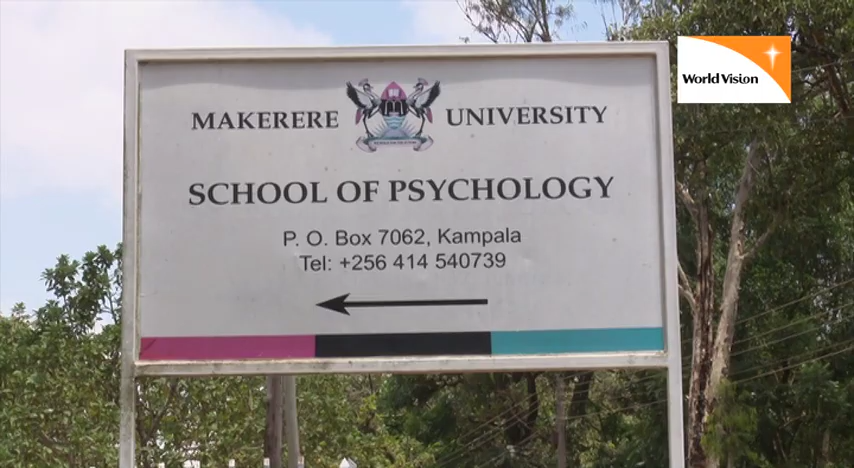 MAKERERE UNIVERSITY
SCHOOL OF PSYCHOLOGY
P. O. Box 7062, Kampala
Tel: +256 414 540739
World Vision